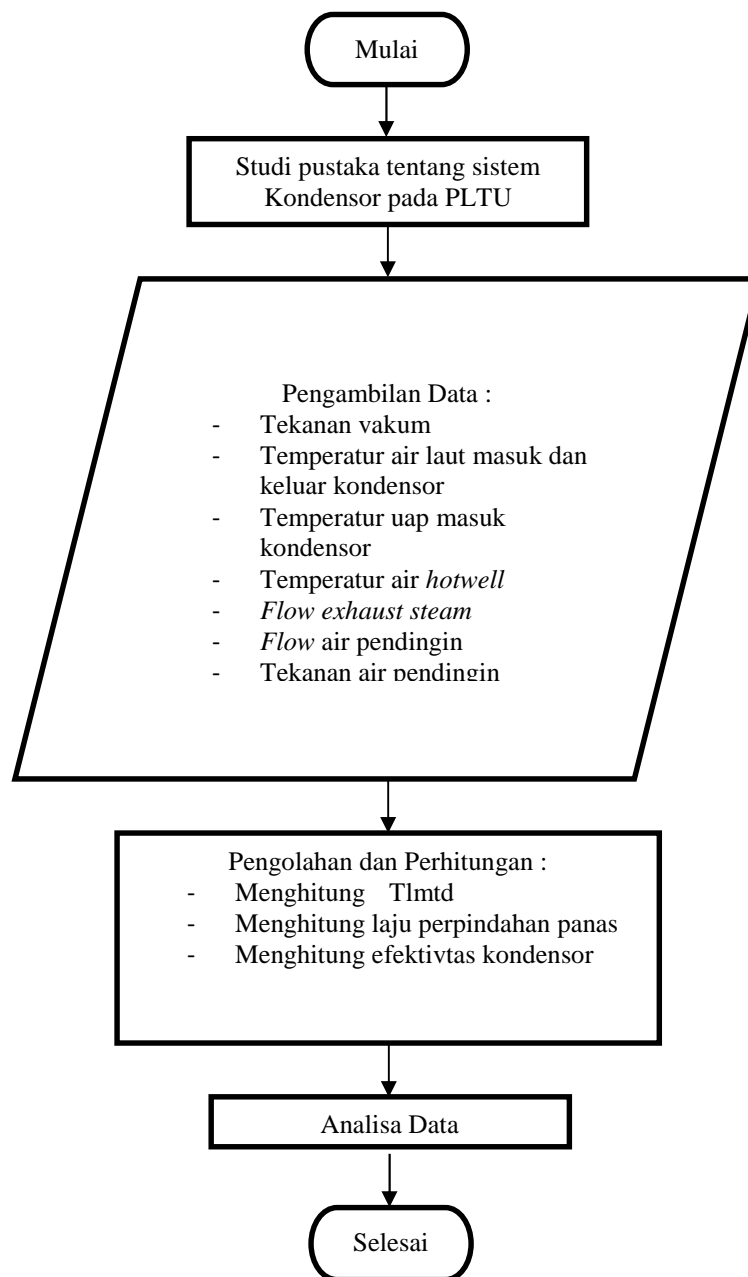 Mulai
Studi pustaka tentang sistem
Kondensor pada PLTU
Pengambilan Data :
- Tekanan vakum
- Temperatur air laut masuk dan
keluar kondensor
- Temperatur uap masuk
kondensor
- Temperatur air hotwell
- Flow exhaust steam
- Flow air pendingin
- Tekanan air pendingin
Pengolahan dan Perhitungan :
- Menghitung Tlmtd
- Menghitung laju perpindahan panas
- Menghitung efektivtas kondensor
Analisa Data
Selesai